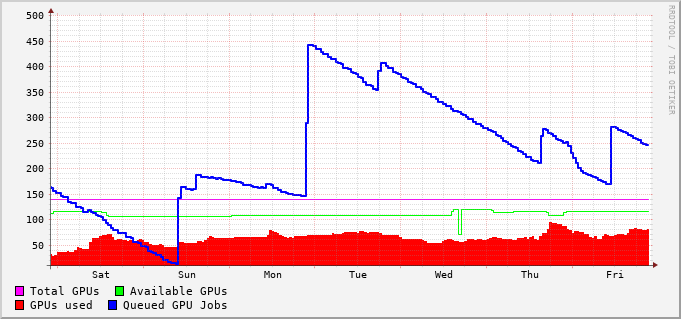 500
450
400
350
300
250
200
150
100
50
Sat Sun Mon Tue Wed Thu Fri
Total GPUs Available GPUs
GPUs used Queued GPU Jobs
RRDTOOL / TOBI OETIKER